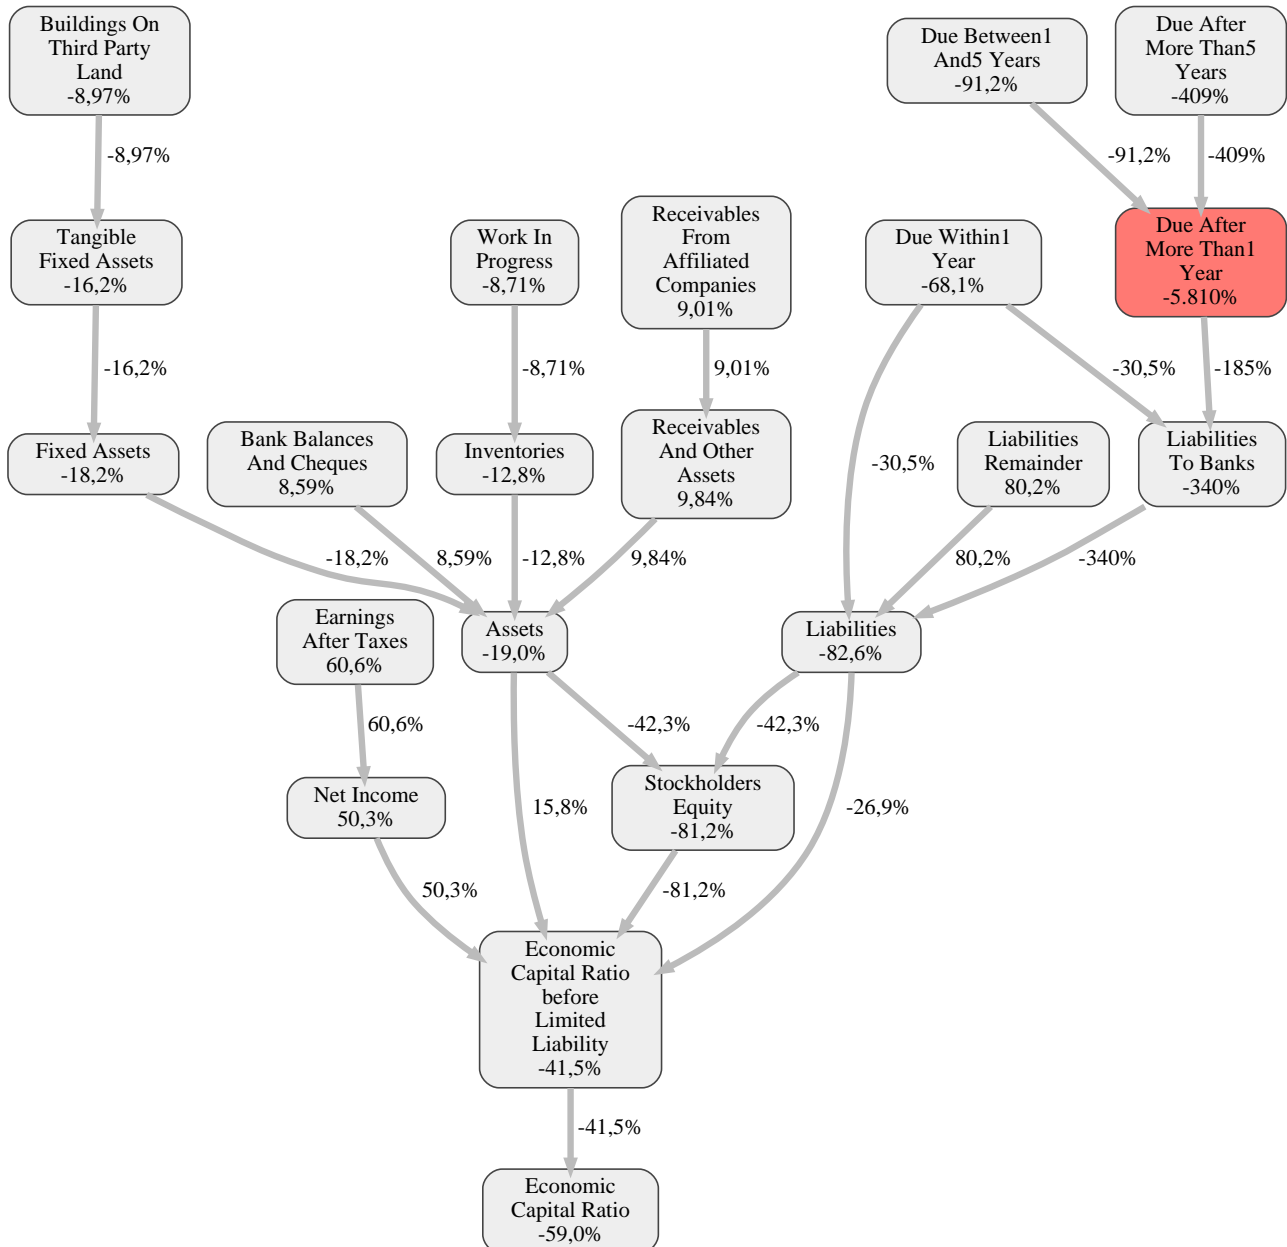 Buildings On
Third Party
Land
-8,97%
Due Between1
And5 Years
-91,2%
Due After
More Than5
Years
-409%
-8,97%
-91,2%
-409%
Tangible
Fixed Assets
-16,2%
Work In
Progress
-8,71%
Receivables
From
Affiliated
Companies
9,01%
Due Within1
Year
-68,1%
Due After
More Than1
Year
-5.810%
-16,2%
-8,71%
9,01%
-30,5%
-185%
Fixed Assets
-18,2%
Bank Balances
And Cheques
8,59%
Inventories
-12,8%
Receivables
And Other
Assets
9,84%
-30,5%
Liabilities
Remainder
80,2%
Liabilities
To Banks
-340%
-18,2%
8,59%
-12,8%
9,84%
80,2%
-340%
Earnings
After Taxes
60,6%
Assets
-19,0%
Liabilities
-82,6%
60,6%
-42,3%
-42,3%
Net Income
50,3%
15,8%
Stockholders
Equity
-81,2%
-26,9%
50,3%
-81,2%
Economic
Capital Ratio
before
Limited
Liability
-41,5%
-41,5%
Economic
Capital Ratio
-59,0%